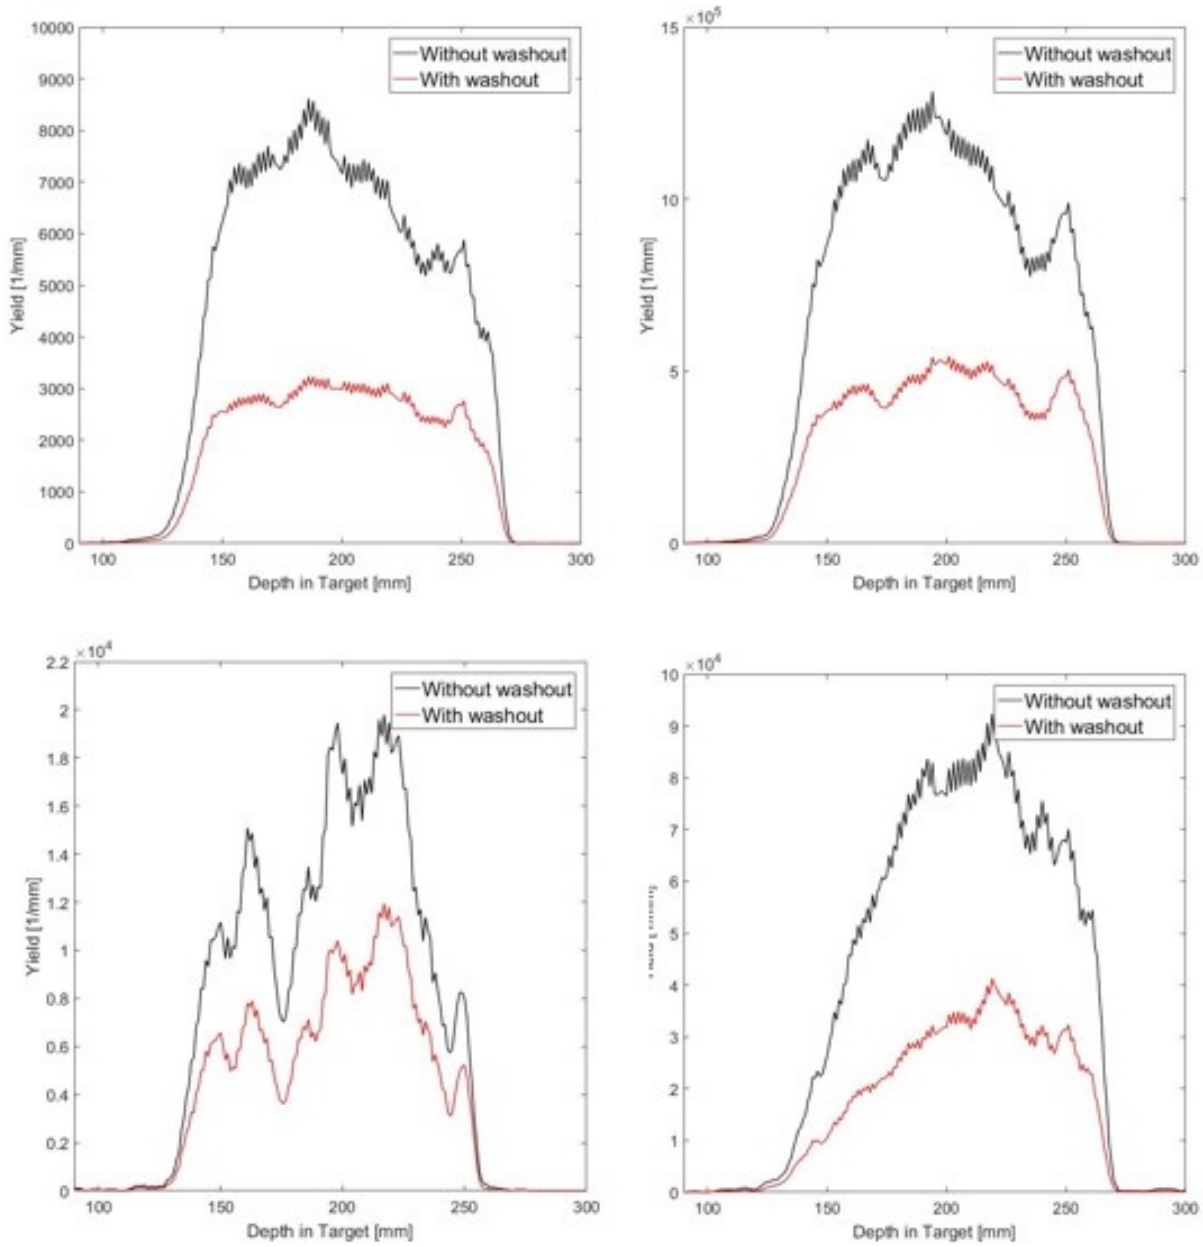 10000
9000
8000
7000
6000
5000
4000
3000
2000
1000
0
Yield [1/mm]
100 150 200 250 300
Depth in Target [mm]
Without washout
With washout
×10⁵
15
10
5
0
Yield [1/mm]
100 150 200 250 300
Depth in Target [mm]
Without washout
With washout
×10⁴
2.2
2
1.8
1.6
1.4
1.2
1
0.8
0.6
0.4
0.2
0
Yield [1/mm]
100 150 200 250 300
Depth in Target [mm]
Without washout
With washout
×10⁴
10
9
8
7
6
5
4
3
2
1
0
100 150 200 250 300
Depth in Target [mm]
Without washout
With washout